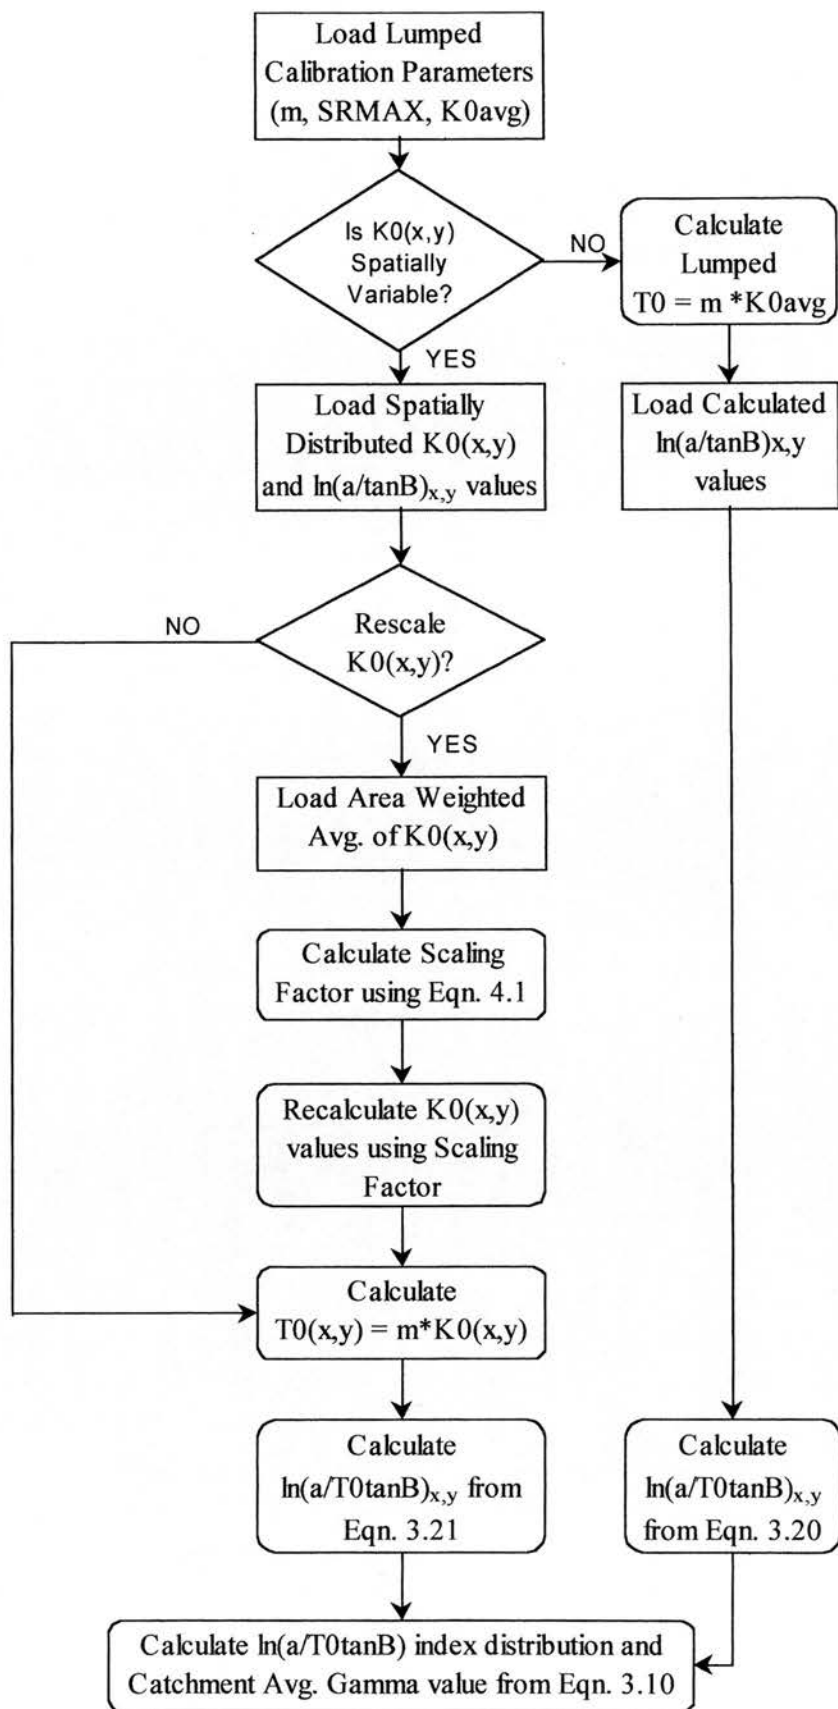 Load Lumped
Calibration Parameters
(m, SRMAX, K0avg)
Is K0(x,y)
Spatially
Variable?
NO
Calculate
Lumped
T0 = m *K0avg
YES
Load Spatially
Distributed K0(x,y)
and ln(a/tanB)x,y values
Load Calculated
ln(a/tanB)x,y
values
NO
Rescale
K0(x,y)?
YES
Load Area Weighted
Avg. of K0(x,y)
Calculate Scaling
Factor using Eqn. 4.1
Recalculate K0(x,y)
values using Scaling
Factor
Calculate
T0(x,y) = m*K0(x,y)
Calculate
ln(a/T0tanB)x,y from
Eqn. 3.21
Calculate
ln(a/T0tanB)x,y
from Eqn. 3.20
Calculate ln(a/T0tanB) index distribution and
Catchment Avg. Gamma value from Eqn. 3.10